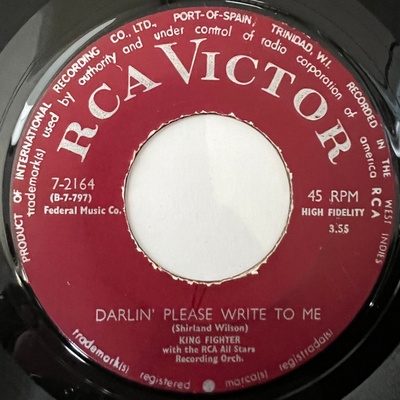 PRODUCT OF INTERNATIONAL RECORDING CO., LTD., PORT-OF-SPAIN, TRINIDAD, W.I. RECORDED IN THE WEST INDIES
trademark(s) used by authority and under control of radio corporation of america RCA
RCA VICTOR
7-2164
(B-7-797)
Federal Music Co.
45 RPM
HIGH FIDELITY
3.55
DARLIN' PLEASE WRITE TO ME
(Shirland Wilson)
KING FIGHTER
with the RCA All Stars
Recording Orch.
trademark(s) registered marca(s) registrada(s)